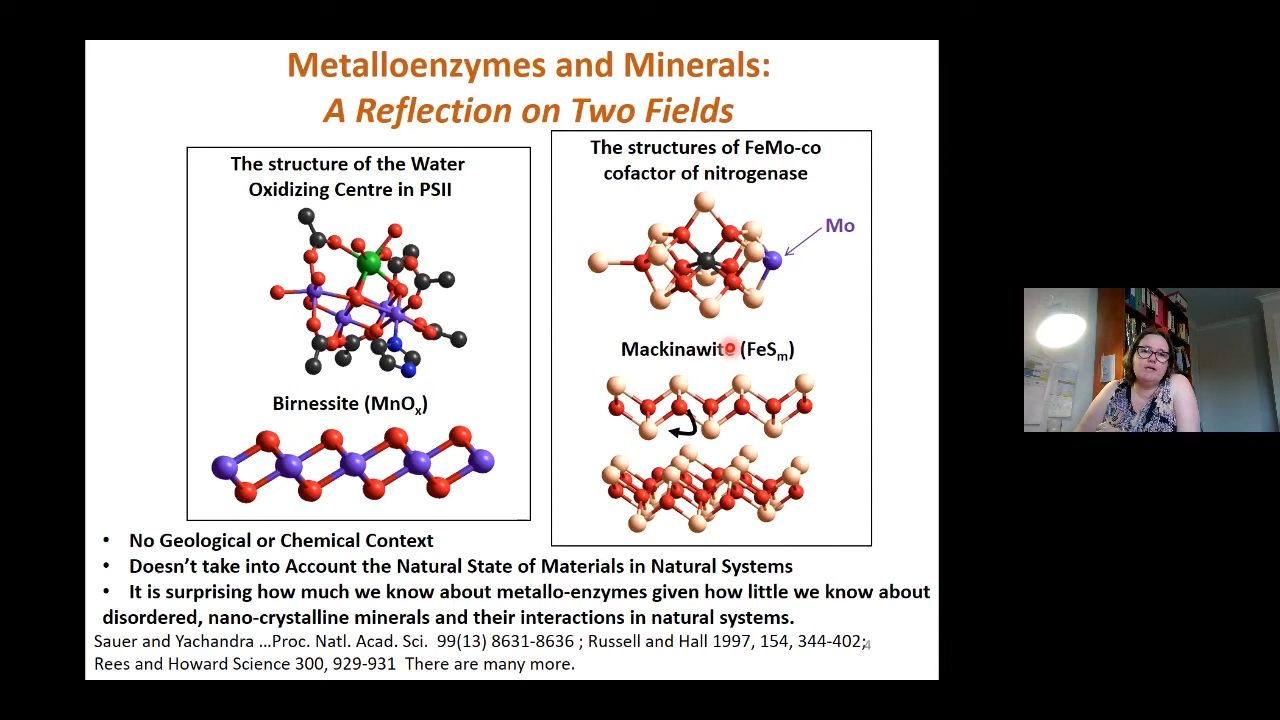 Metalloenzymes and Minerals:
A Reflection on Two Fields
The structure of the Water
Oxidizing Centre in PSII
Birnessite (MnOx)
The structures of FeMo-co
cofactor of nitrogenase
Mo
Mackinawite (FeSm)
• No Geological or Chemical Context
• Doesn’t take into Account the Natural State of Materials in Natural Systems
• It is surprising how much we know about metallo-enzymes given how little we know about
disordered, nano-crystalline minerals and their interactions in natural systems.
Sauer and Yachandra …Proc. Natl. Acad. Sci. 99(13) 8631-8636 ; Russell and Hall 1997, 154, 344-402;
4
Rees and Howard Science 300, 929-931 There are many more.